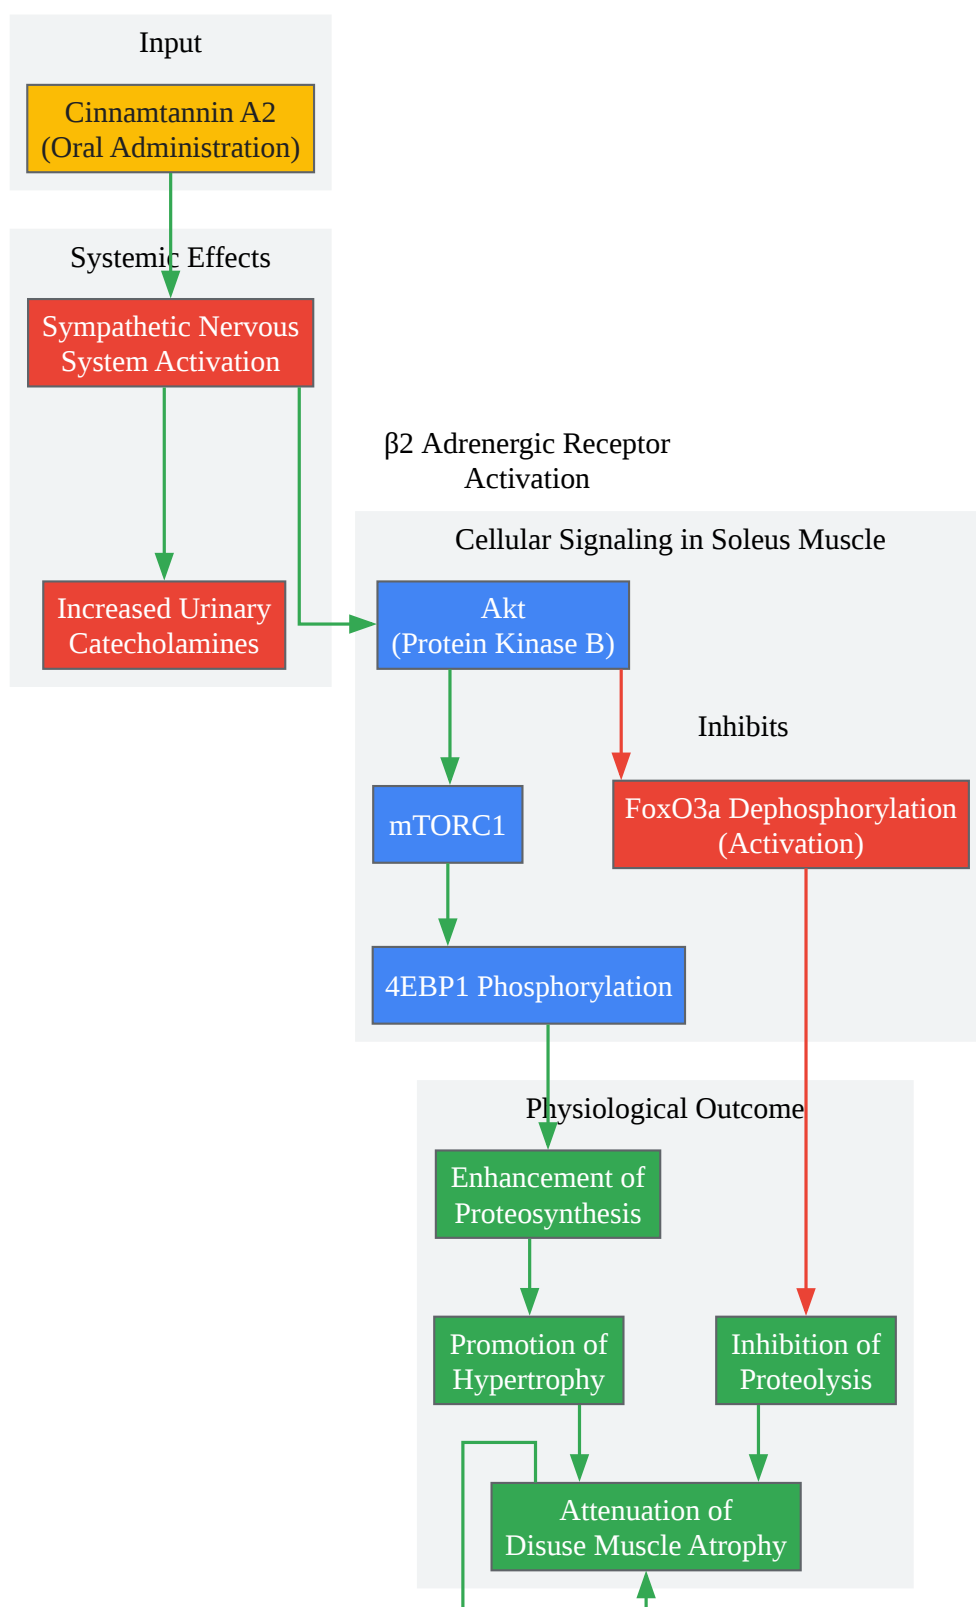 Input
Cinnamtannin A2
(Oral Administration)
Systemic Effects
Sympathetic Nervous
System Activation
β2 Adrenergic Receptor
Activation
Cellular Signaling in Soleus Muscle
Increased Urinary
Catecholamines
Akt
(Protein Kinase B)
Inhibits
mTORC1
FoxO3a Dephosphorylation
(Activation)
4EBP1 Phosphorylation
Physiological Outcome
Enhancement of
Proteosynthesis
Promotion of
Hypertrophy
Inhibition of
Proteolysis
Attenuation of
Disuse Muscle Atrophy